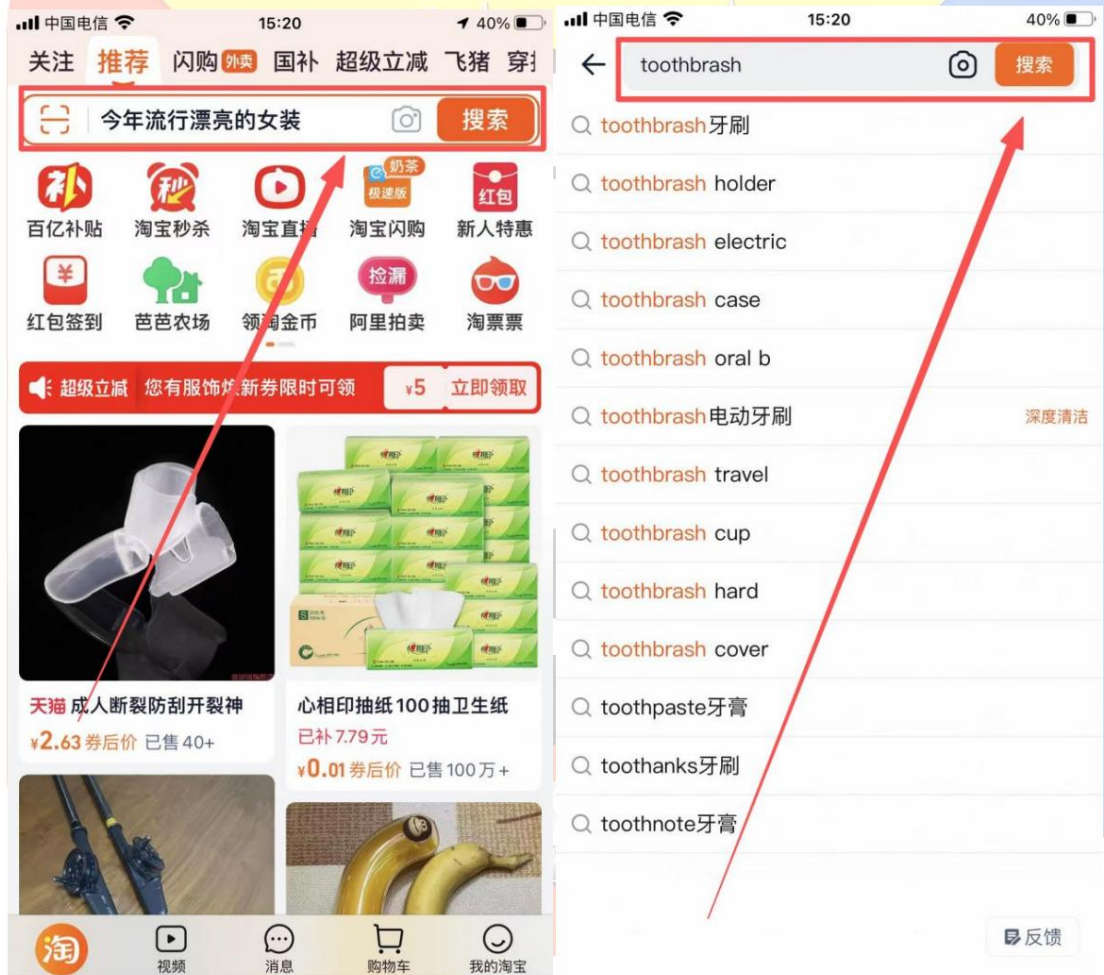 中国电信
15:20
40%
关注 推荐 闪购 外卖 国补 超级立减 飞猪
今年流行漂亮的女装
搜索
补 秒 奶茶 极速版 红包
百亿补贴 淘宝秒杀 淘宝直播 淘宝闪购 新人特惠
¥ 捡漏
红包签到 芭芭农场 领淘金币 阿里拍卖 淘票票
超级立减 您有服饰焕新券限时可领 ¥5 立即领取
天猫 成人断裂防刮开裂神
¥2.63 券后价 已售 40+
心相印抽纸100抽卫生纸
已补 7.79 元
¥0.01 券后价 已售 100万+
淘
视频
消息
购物车
我的淘宝
中国电信
15:20
40%
toothbrash
搜索
toothbrash牙刷
toothbrash holder
toothbrash electric
toothbrash case
toothbrash oral b
toothbrash电动牙刷 深度清洁
toothbrash travel
toothbrash cup
toothbrash hard
toothbrash cover
toothpaste牙膏
toothanks牙刷
toothnote牙膏
反馈